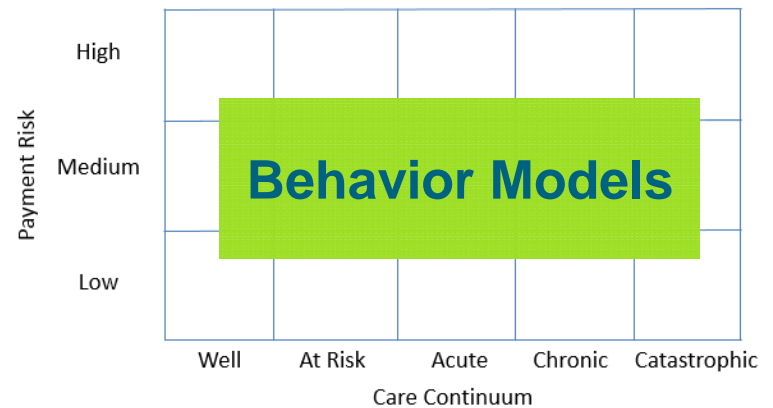 High
Payment Risk
Medium
Behavior Models
Low
Well At Risk Acute Chronic Catastrophic
Care Continuum